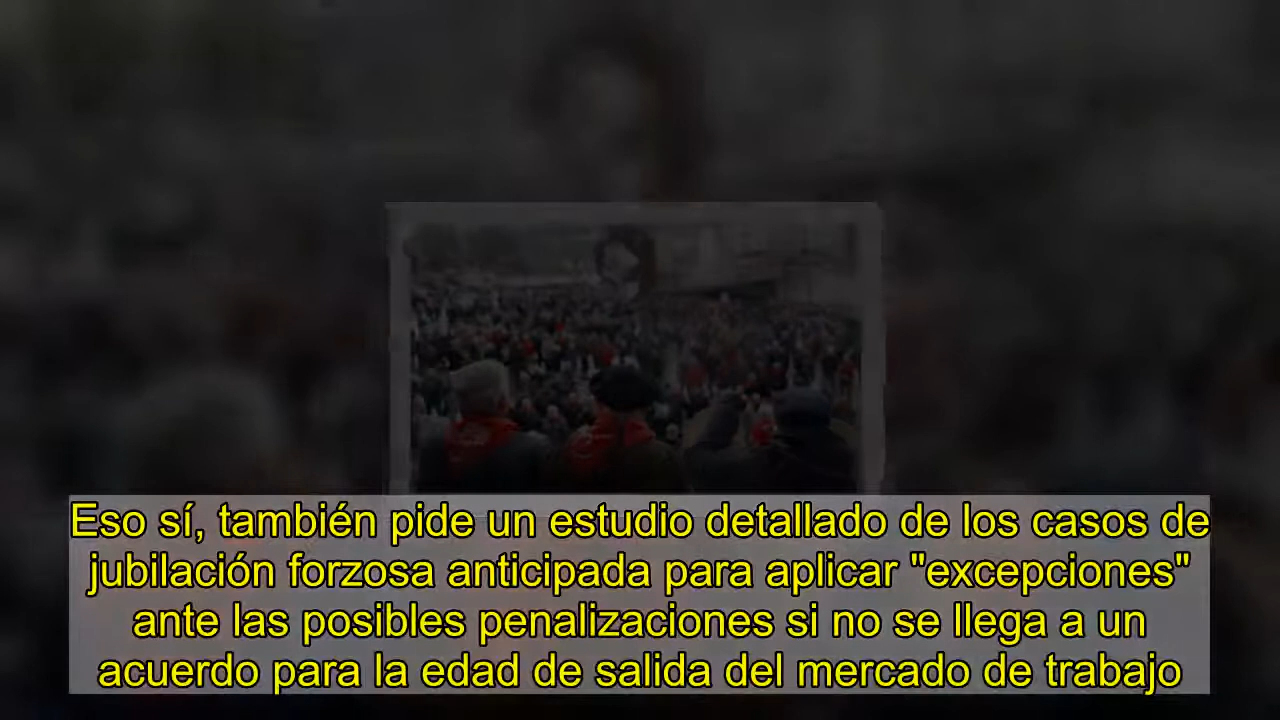 Eso sí, también pide un estudio detallado de los casos de
jubilación forzosa anticipada para aplicar "excepciones"
ante las posibles penalizaciones si no se llega a un
acuerdo para la edad de salida del mercado de trabajo